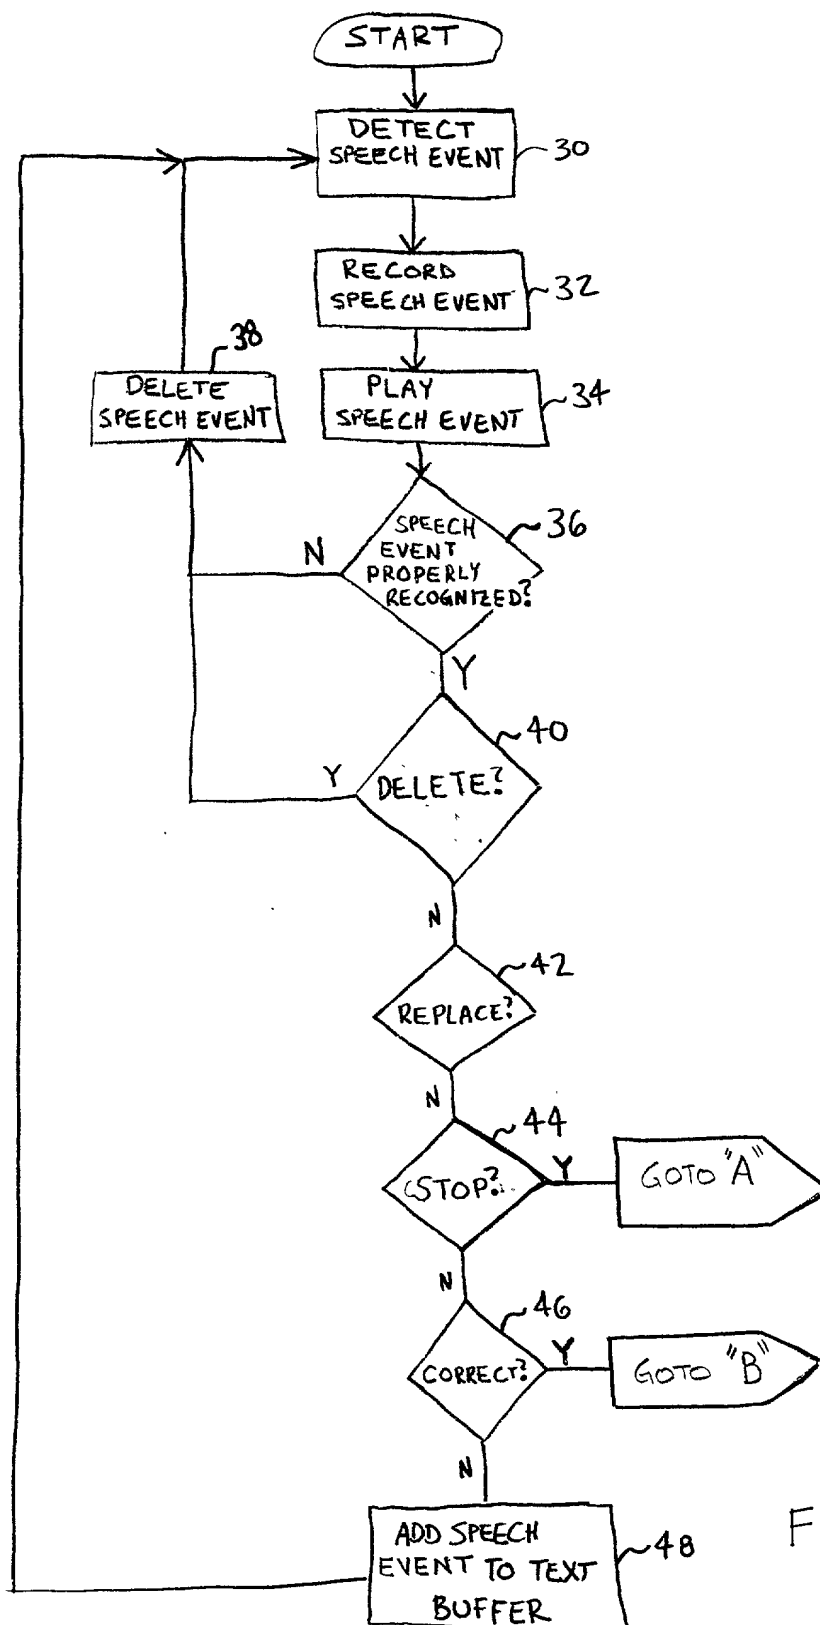 START
DETECT
SPEECH EVENT
30
RECORD
SPEECH EVENT
32
38
DELETE
SPEECH EVENT
PLAY
SPEECH EVENT
34
SPEECH
EVENT
PROPERLY
RECOGNIZED?
36
N
Y
40
DELETE?
Y
N
42
REPLACE?
N
44
STOP?
Y
GOTO "A"
N
46
CORRECT?
Y
GOTO "B"
N
ADD SPEECH
EVENT TO TEXT
BUFFER
48
F